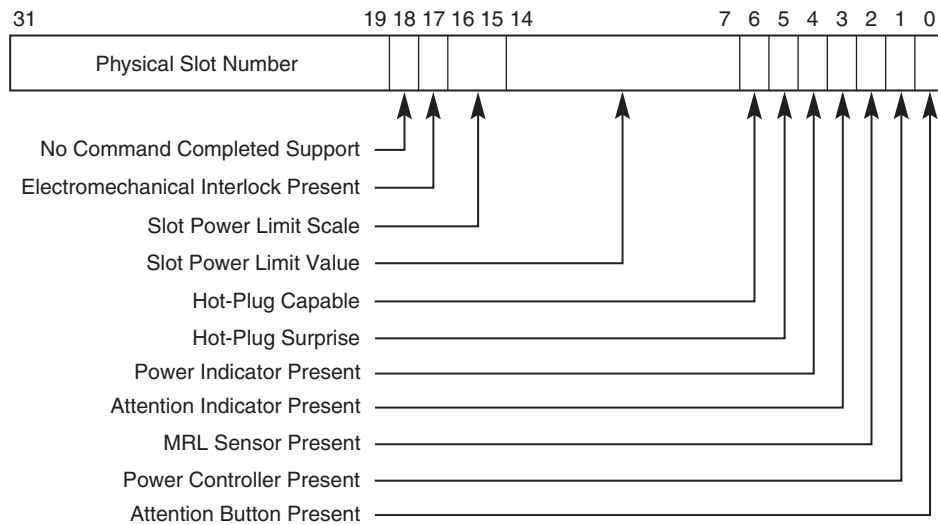 31 19 18 17 16 15 14 7 6 5 4 3 2 1 0
Physical Slot Number
No Command Completed Support
Electromechanical Interlock Present
Slot Power Limit Scale
Slot Power Limit Value
Hot-Plug Capable
Hot-Plug Surprise
Power Indicator Present
Attention Indicator Present
MRL Sensor Present
Power Controller Present
Attention Button Present